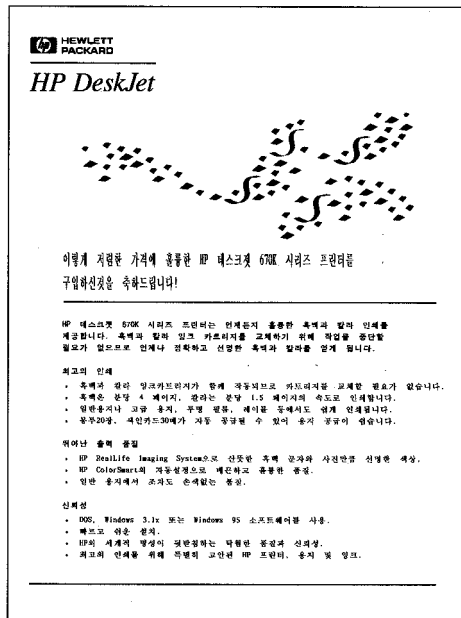 HEWLETT
PACKARD
HP DeskJet
이렇게 저렴한 가격에 훌륭한 HP 데스크젯 670K 시리즈 프린터를
구입하신것을 축하드립니다!
HP 데스크젯 670K 시리즈 프린터는 언제든지 훌륭한 흑백과 칼라 인쇄를
제공합니다. 흑백과 칼라 잉크 카트리지를 교체하기 위해 작업을 중단할
필요가 없으므로 언제나 정확하고 선명한 흑백과 칼라를 얻게 됩니다.
최고의 인쇄
• 흑백과 칼라 잉크카트리지가 함께 작동되므로 카트리지를 교체할 필요가 없습니다.
• 흑백은 분당 4 페이지, 칼라는 분당 1.5 페이지의 속도로 인쇄합니다.
• 일반용지나 고급 용지, 투명 필름, 레이블 등에서도 쉽게 인쇄됩니다.
• 봉투20장, 색인카드30매가 자동 공급될 수 있어 용지 공급이 쉽습니다.
뛰어난 출력 품질
• HP RealLife Imaging System으로 산뜻한 흑백 문자와 사진만큼 선명한 색상.
• HP ColorSmart의 자동설정으로 깨끗하고 훌륭한 품질.
• 일반 용지에서 조차도 손색없는 품질.
신뢰성
• DOS, Windows 3.1x 또는 Windows 95 소프트웨어를 사용.
• 빠르고 쉬운 설치.
• HP의 세계적 명성이 뒷받침하는 탁월한 품질과 신뢰성.
• 최고의 인쇄를 위해 특별히 고안된 HP 프린터, 용지 및 잉크.